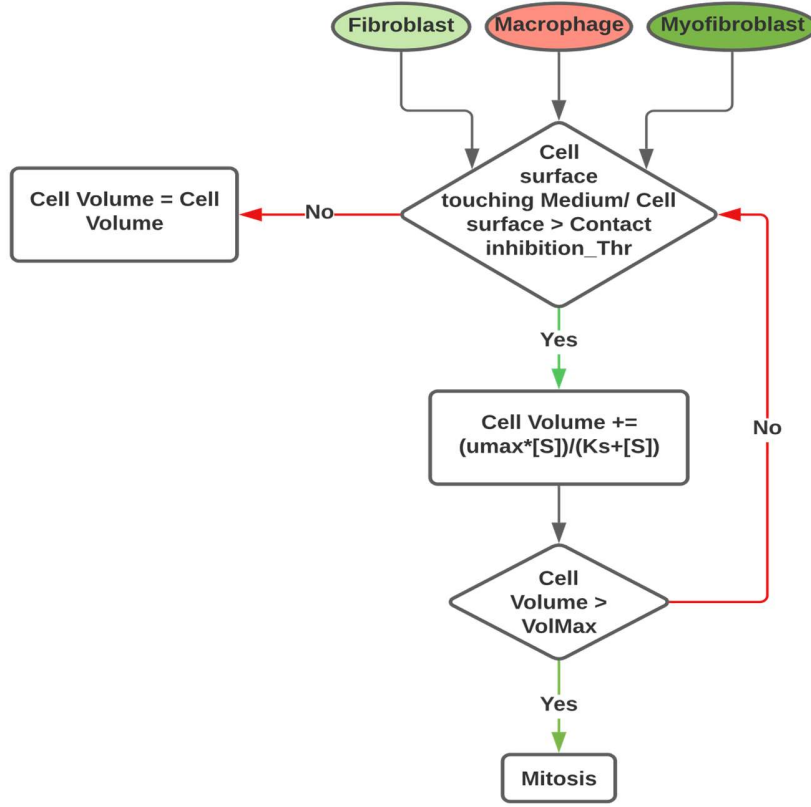 Fibroblast
Macrophage
Myofibroblast
Cell
surface
touching Medium/ Cell
surface > Contact
inhibition_Thr
No
Cell Volume = Cell
Volume
Yes
Cell Volume +=
(umax*[S])/(Ks+[S])
No
Cell
Volume >
VolMax
Yes
Mitosis